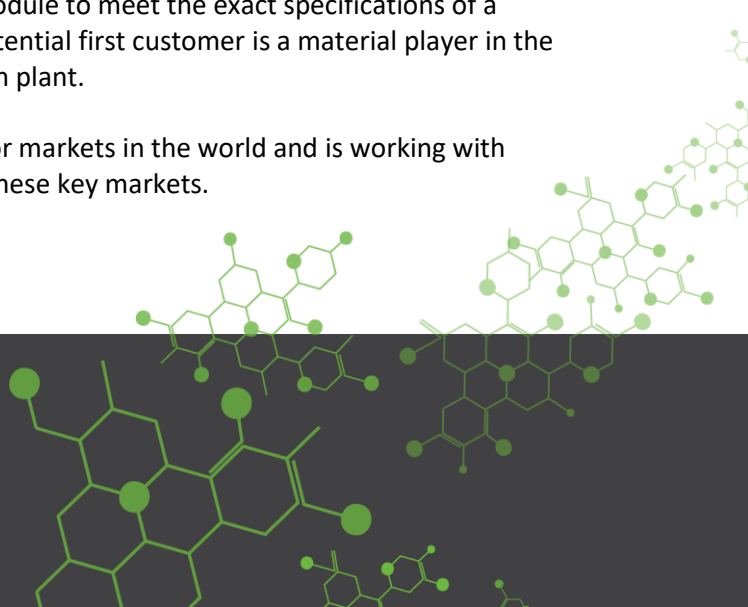 odule to meet the exact specifications of a
tential first customer is a material player in the
n plant.
or markets in the world and is working with
hese key markets.